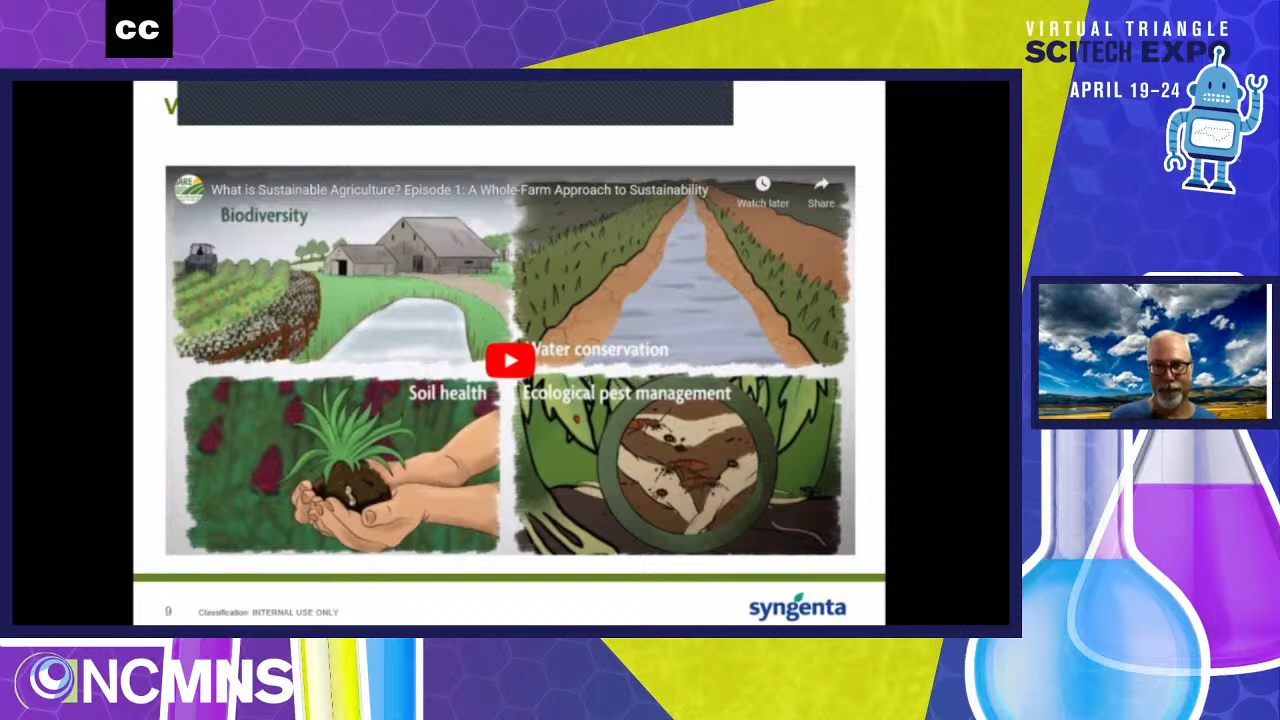 CC
VIRTUAL TRIANGLE
SCITECH EXPO
APRIL 19–24
What is Sustainable Agriculture? Episode 1: A Whole-Farm Approach to Sustainability
Watch later
Share
Biodiversity
Water conservation
Soil health
Ecological pest management
9
Classification: INTERNAL USE ONLY
syngenta
NCMNS